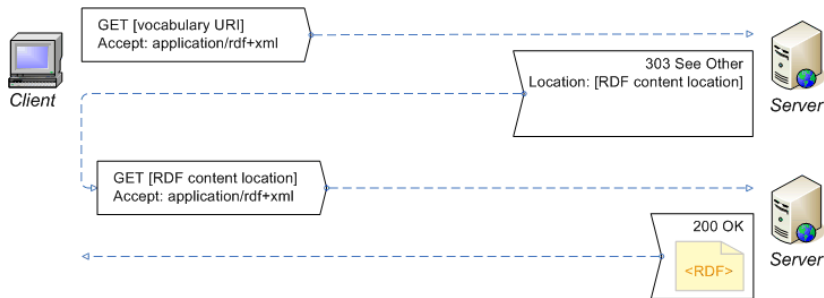 GET [vocabulary URI]
Accept: application/rdf+xml
Client
303 See Other
Location: [RDF content location]
Server
GET [RDF content location]
Accept: application/rdf+xml
200 OK
<RDF>
Server